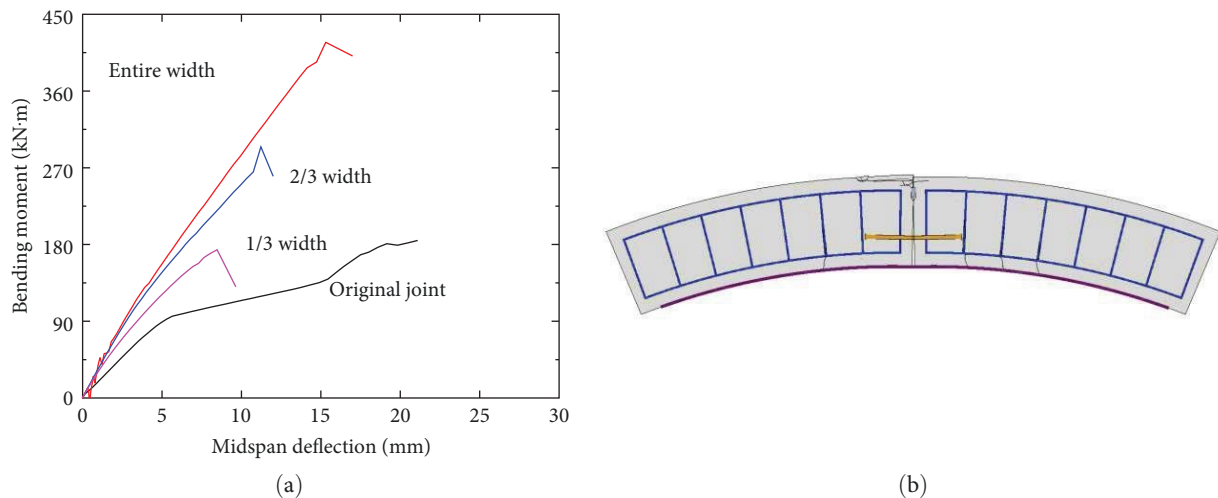 450
360
270
180
90
0
Bending moment (kN·m)
Entire width
2/3 width
1/3 width
Original joint
0 5 10 15 20 25 30
Midspan deflection (mm)
(a)
(b)